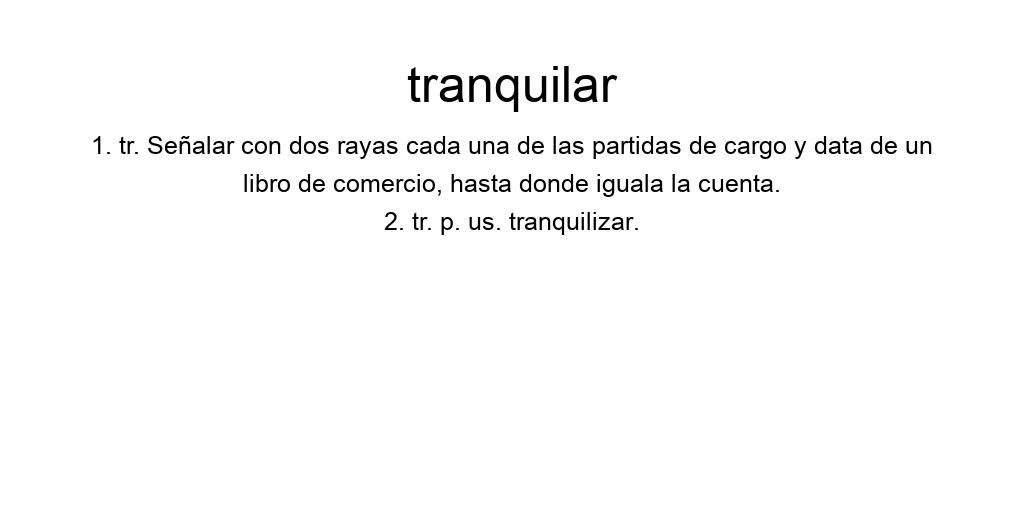 tranquilar
1. tr. Señalar con dos rayas cada una de las partidas de cargo y data de un
libro de comercio, hasta donde iguala la cuenta.
2. tr. p. us. tranquilizar.